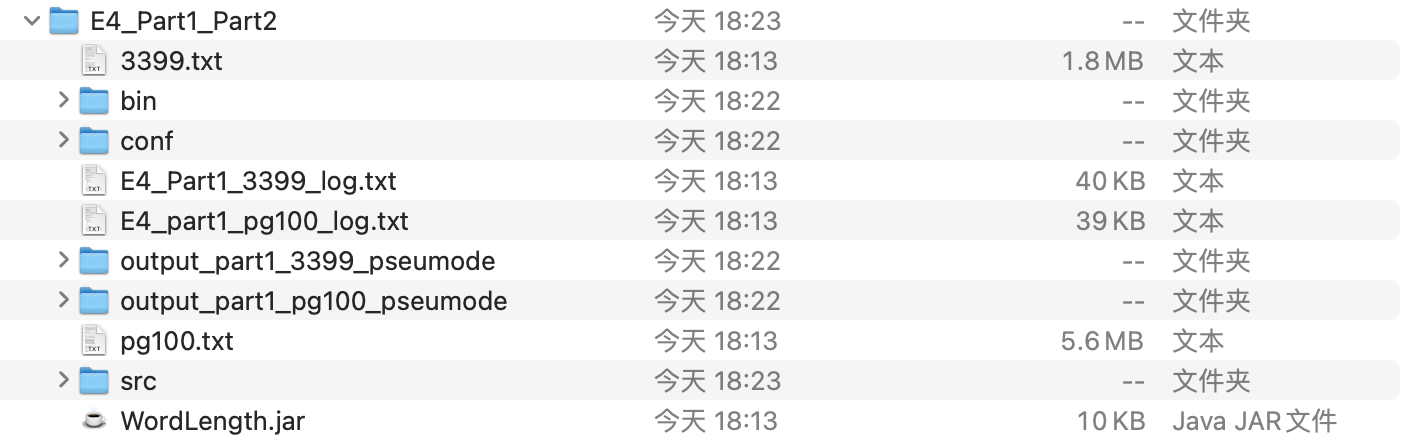 E4_Part1_Part2 今天 18:23 -- 文件夹
3399.txt 今天 18:13 1.8 MB 文本
bin 今天 18:22 -- 文件夹
conf 今天 18:22 -- 文件夹
E4_Part1_3399_log.txt 今天 18:13 40 KB 文本
E4_part1_pg100_log.txt 今天 18:13 39 KB 文本
output_part1_3399_pseumode 今天 18:22 -- 文件夹
output_part1_pg100_pseumode 今天 18:22 -- 文件夹
pg100.txt 今天 18:13 5.6 MB 文本
src 今天 18:23 -- 文件夹
WordLength.jar 今天 18:13 10 KB Java JAR文件